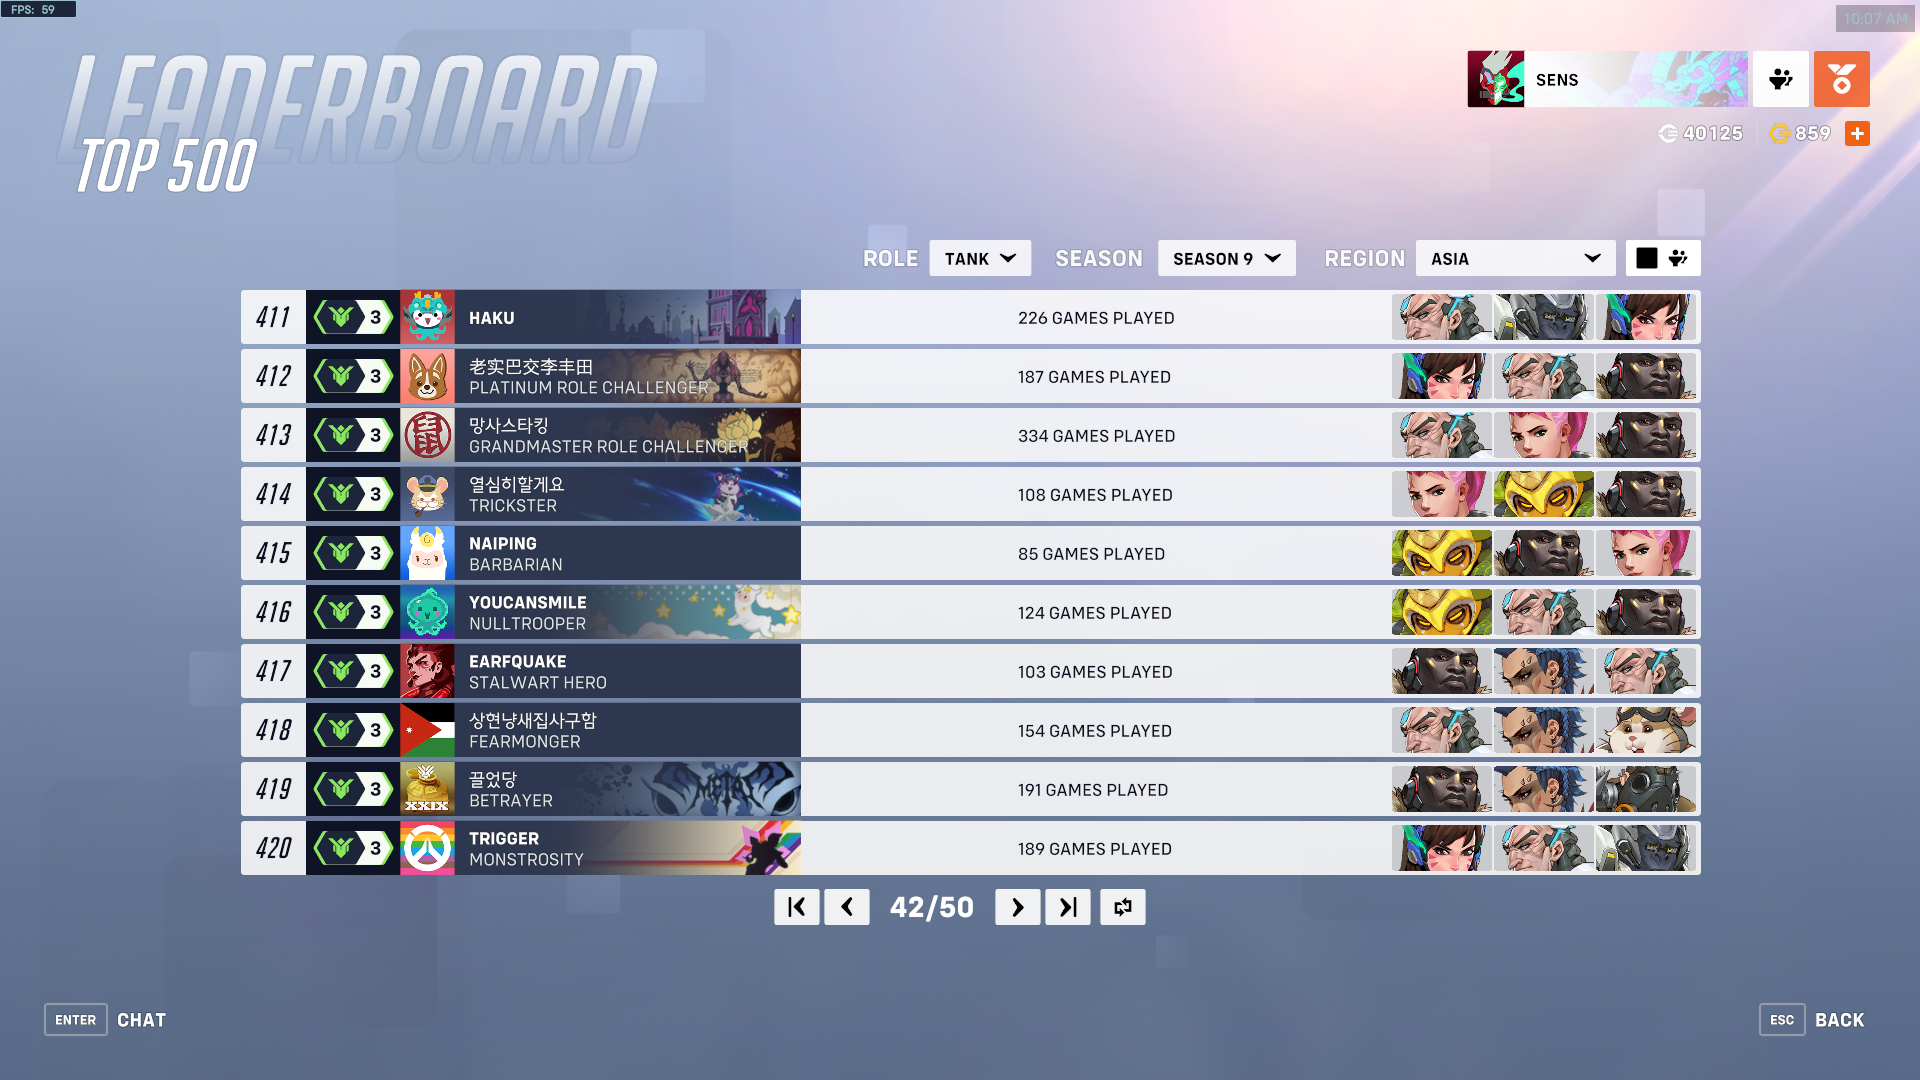 FPS: 59
10:07 AM
LEADERBOARD
TOP 500
SENS
40125
859
ROLE TANK SEASON SEASON 9 REGION ASIA
411 3 HAKU 226 GAMES PLAYED
412 3 老实巴交李丰田 187 GAMES PLAYED
PLATINUM ROLE CHALLENGER
413 3 망사스타킹 334 GAMES PLAYED
GRANDMASTER ROLE CHALLENGER
414 3 열심히할게요 108 GAMES PLAYED
TRICKSTER
415 3 NAIPING 85 GAMES PLAYED
BARBARIAN
416 3 YOUCANSMILE 124 GAMES PLAYED
NULLTROOPER
417 3 EARFQUAKE 103 GAMES PLAYED
STALWART HERO
418 3 상현냥새집사구함 154 GAMES PLAYED
FEARMONGER
419 3 XXIX 끌었당 191 GAMES PLAYED
BETRAYER
420 3 TRIGGER 189 GAMES PLAYED
MONSTROSITY
42/50
ENTER CHAT
ESC BACK